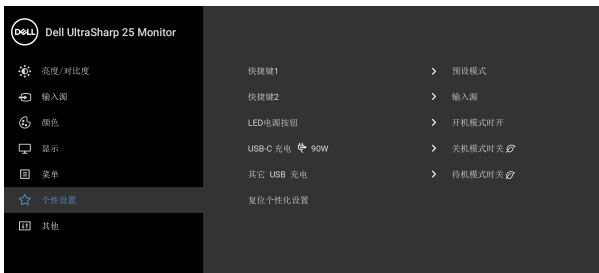 DELL Dell UltraSharp 25 Monitor
亮度/对比度 快捷键1 预设模式
输入源 快捷键2 输入源
颜色 LED电源按钮 开机模式时开
显示 USB-C 充电 90W 关机模式时关
菜单 其它 USB 充电 待机模式时关
个性设置 复位个性化设置
其他